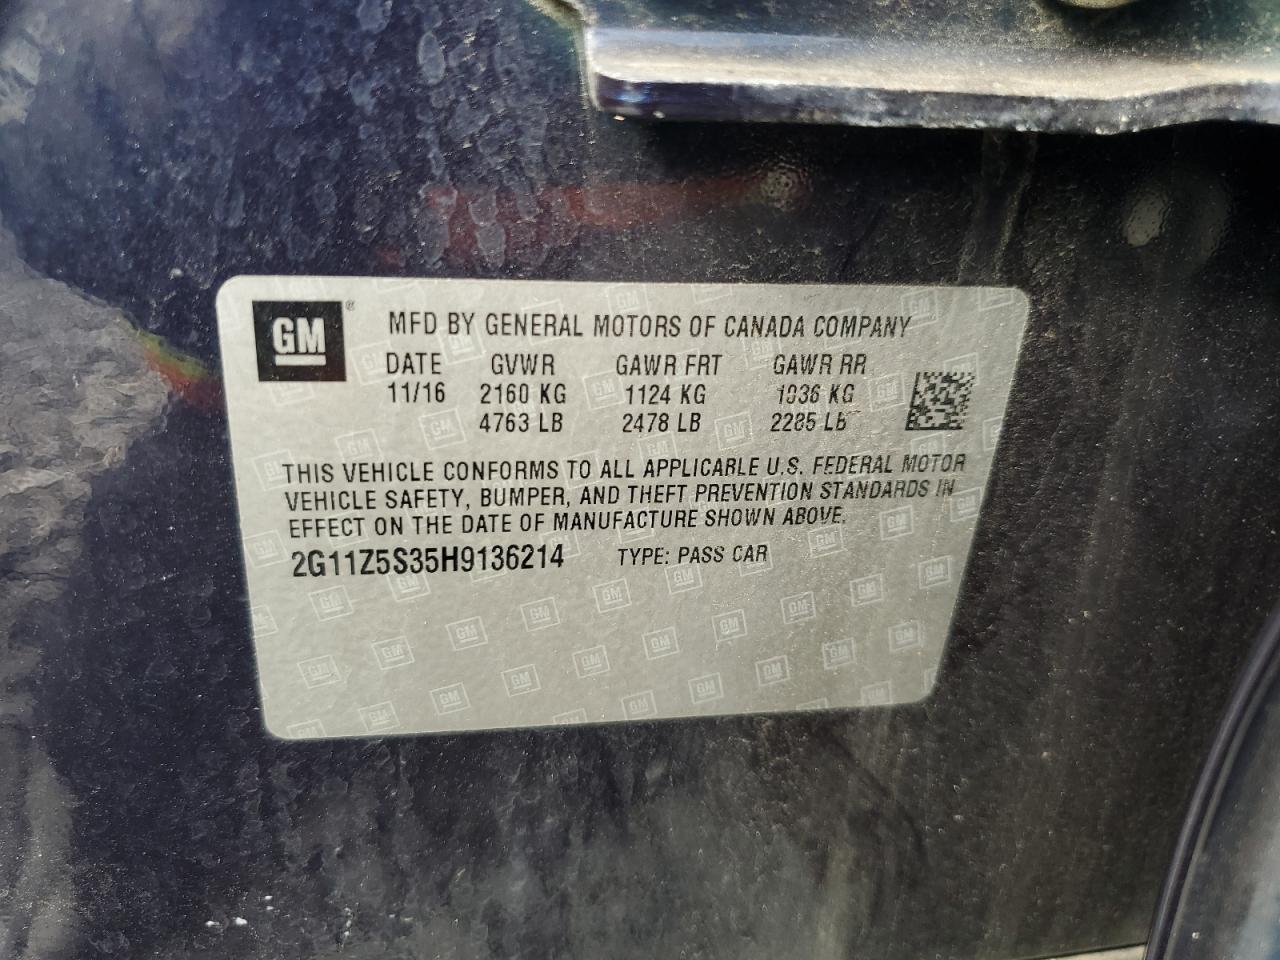 GM®
MFD BY GENERAL MOTORS OF CANADA COMPANY
DATE GVWR GAWR FRT GAWR RR
11/16 2160 KG 1124 KG 1036 KG
4763 LB 2478 LB 2285 LB
THIS VEHICLE CONFORMS TO ALL APPLICABLE U.S. FEDERAL MOTOR
VEHICLE SAFETY, BUMPER, AND THEFT PREVENTION STANDARDS IN
EFFECT ON THE DATE OF MANUFACTURE SHOWN ABOVE.
2G11Z5S35H9136214 TYPE: PASS CAR